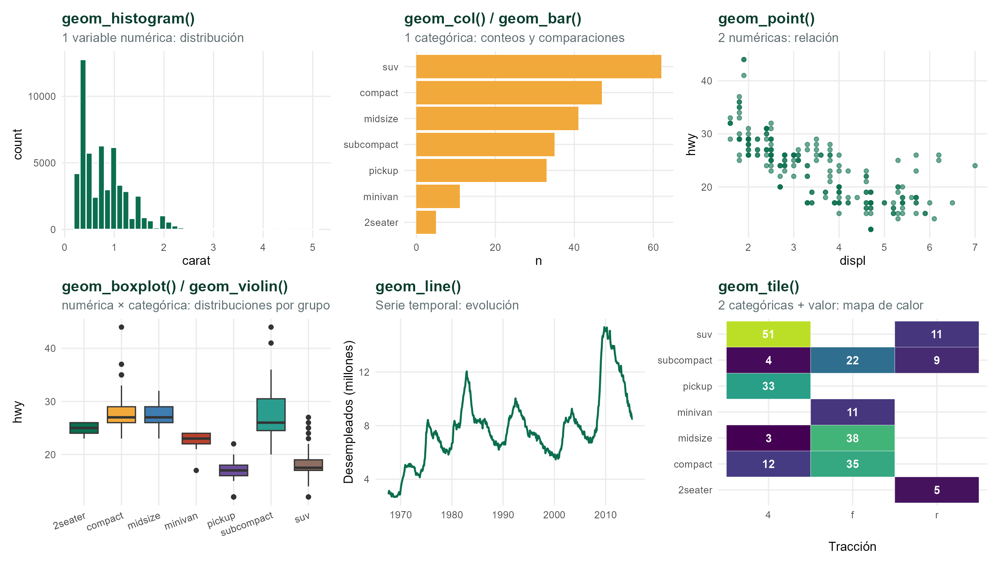 geom_histogram()
1 variable numérica: distribución
count
10000
5000
0
0 1 2 3 4 5
carat
geom_col() / geom_bar()
1 categórica: conteos y comparaciones
suv
compact
midsize
subcompact
pickup
minivan
2seater
0 20 40 60
n
geom_point()
2 numéricas: relación
hwy
40
30
20
2 3 4 5 6 7
displ
geom_boxplot() / geom_violin()
numérica × categórica: distribuciones por grupo
hwy
40
30
20
2seater compact midsize minivan pickup subcompact suv
geom_line()
Serie temporal: evolución
Desempleados (millones)
12
8
4
1970 1980 1990 2000 2010
geom_tile()
2 categóricas + valor: mapa de calor
suv 51 11
subcompact 4 22 9
pickup 33
minivan 11
midsize 3 38
compact 12 35
2seater 5
4 f r
Tracción